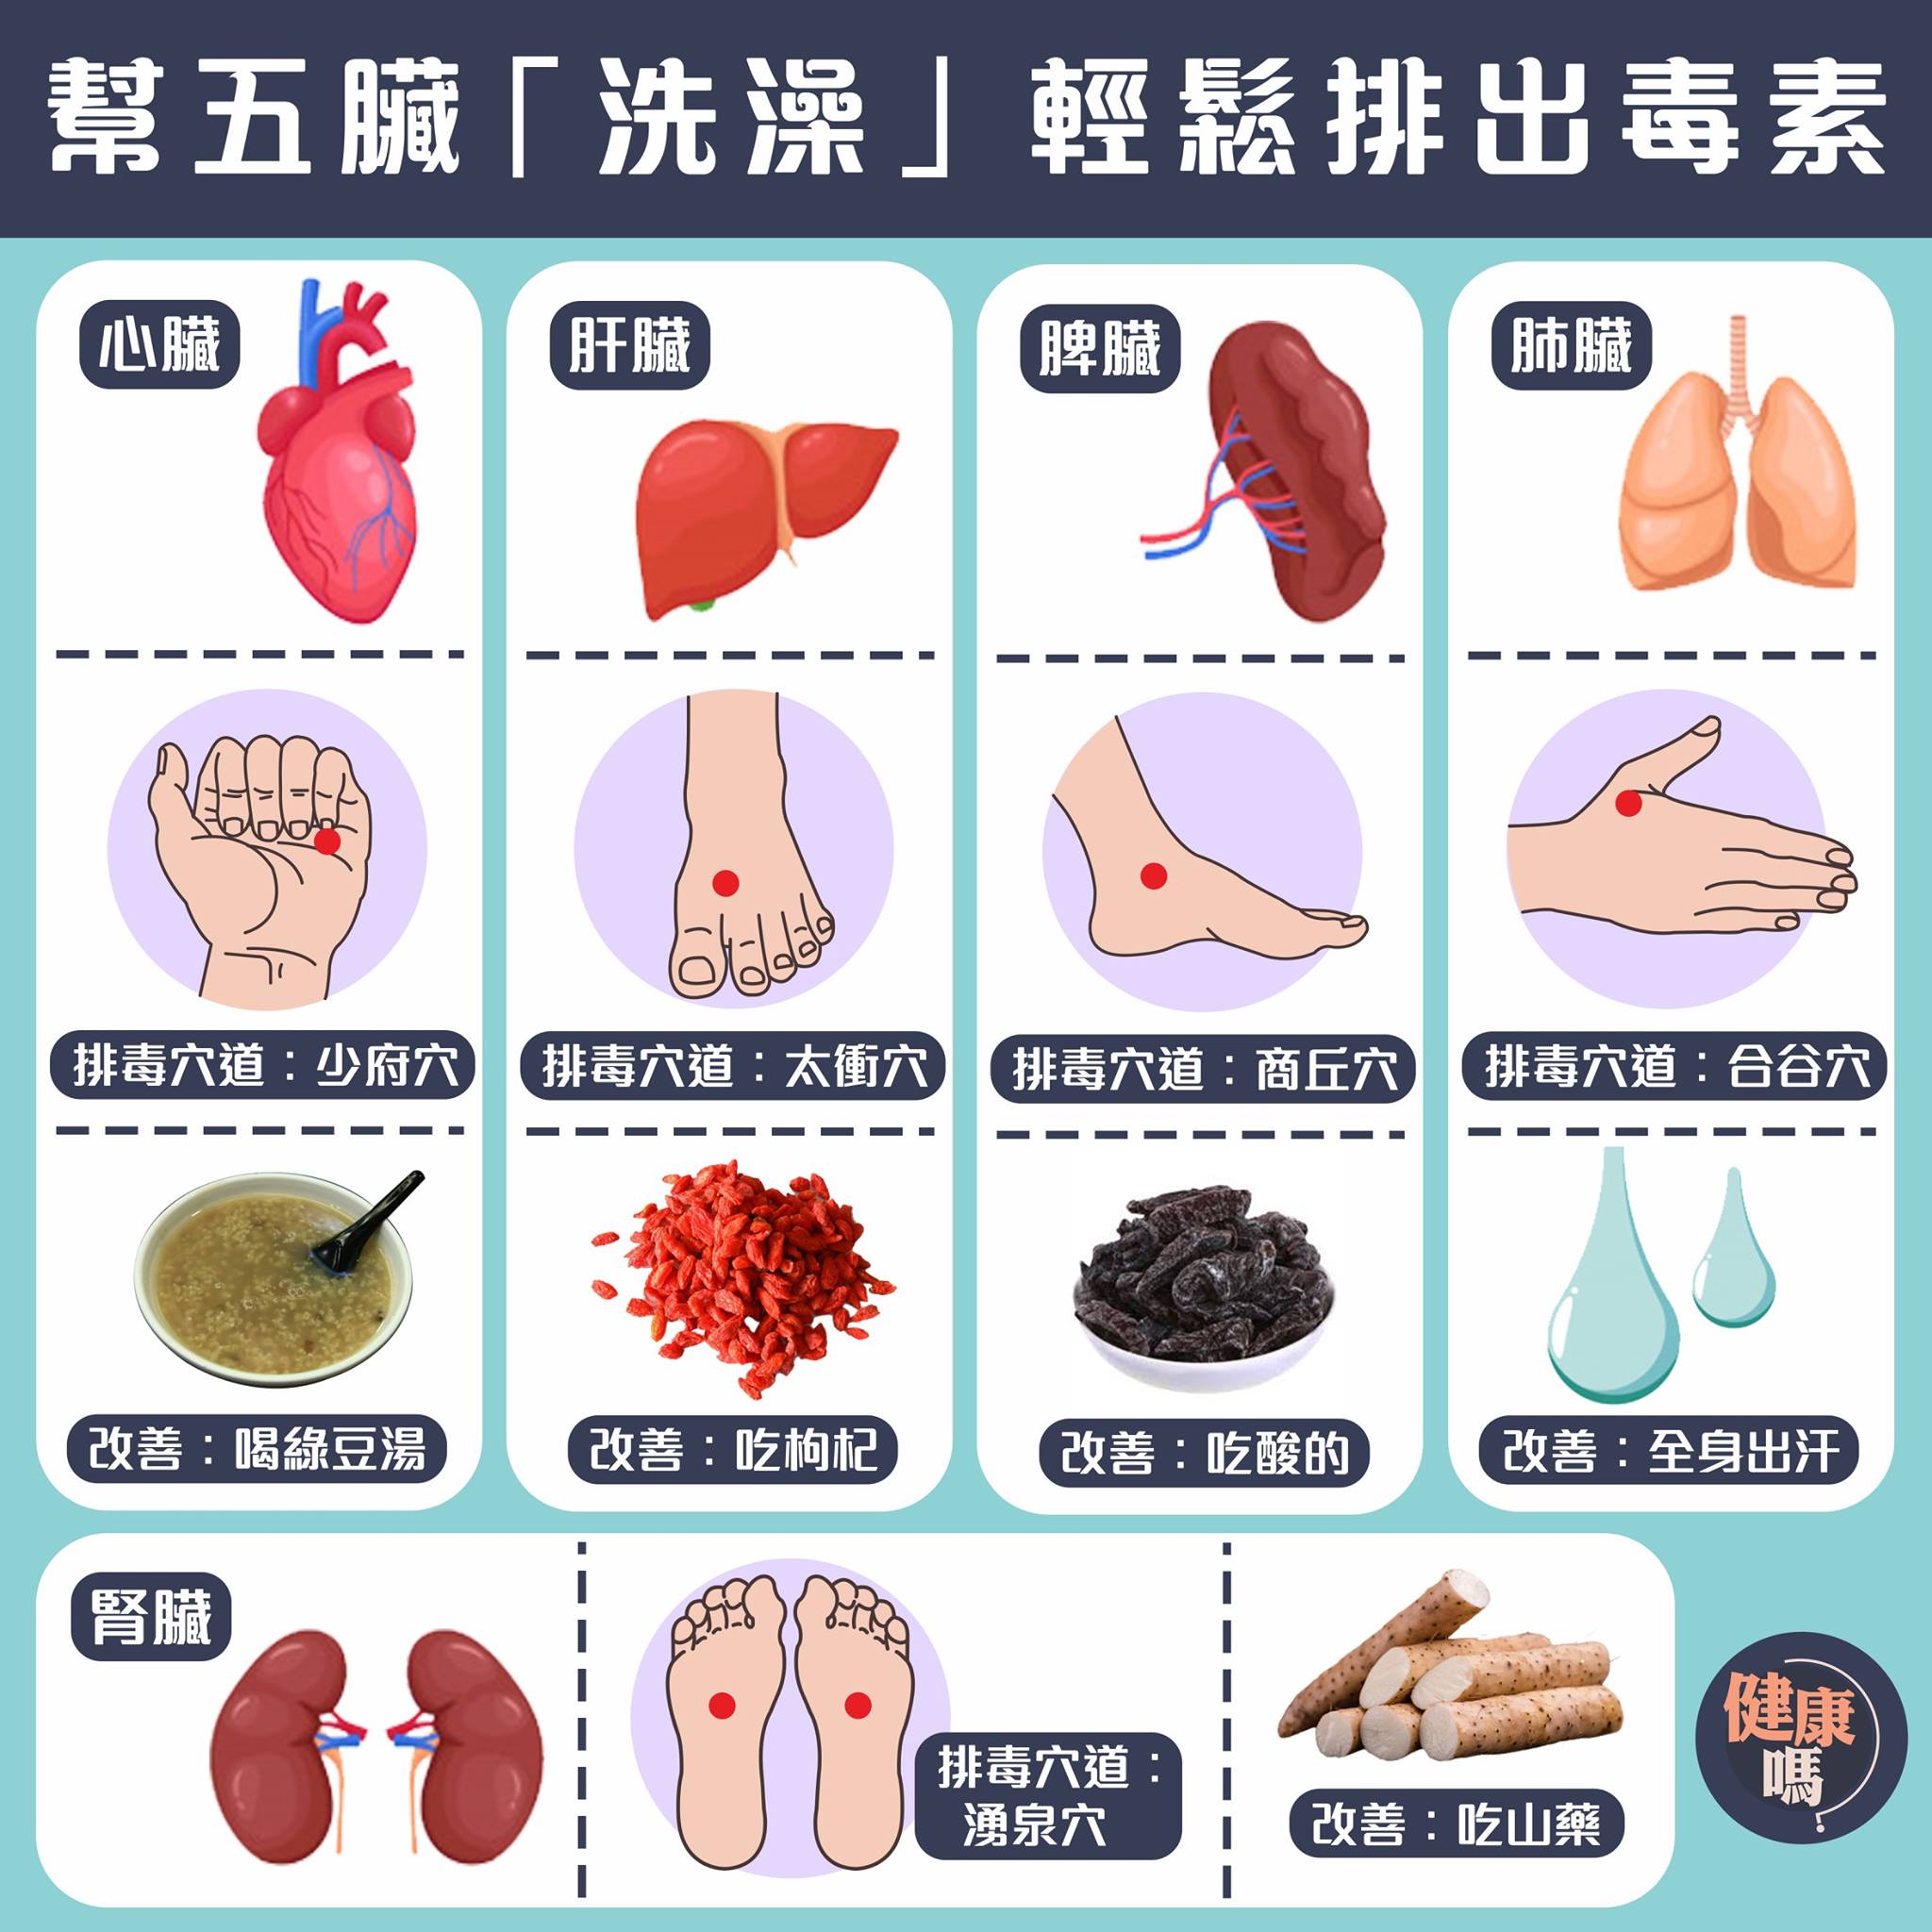 幫五臟「洗澡」輕鬆排出毒素
心臟
排毒穴道：少府穴
改善：喝綠豆湯
肝臟
排毒穴道：太衝穴
改善：吃枸杞
脾臟
排毒穴道：商丘穴
改善：吃酸的
肺臟
排毒穴道：合谷穴
改善：全身出汗
腎臟
排毒穴道：
湧泉穴
改善：吃山藥
健康
嗎?